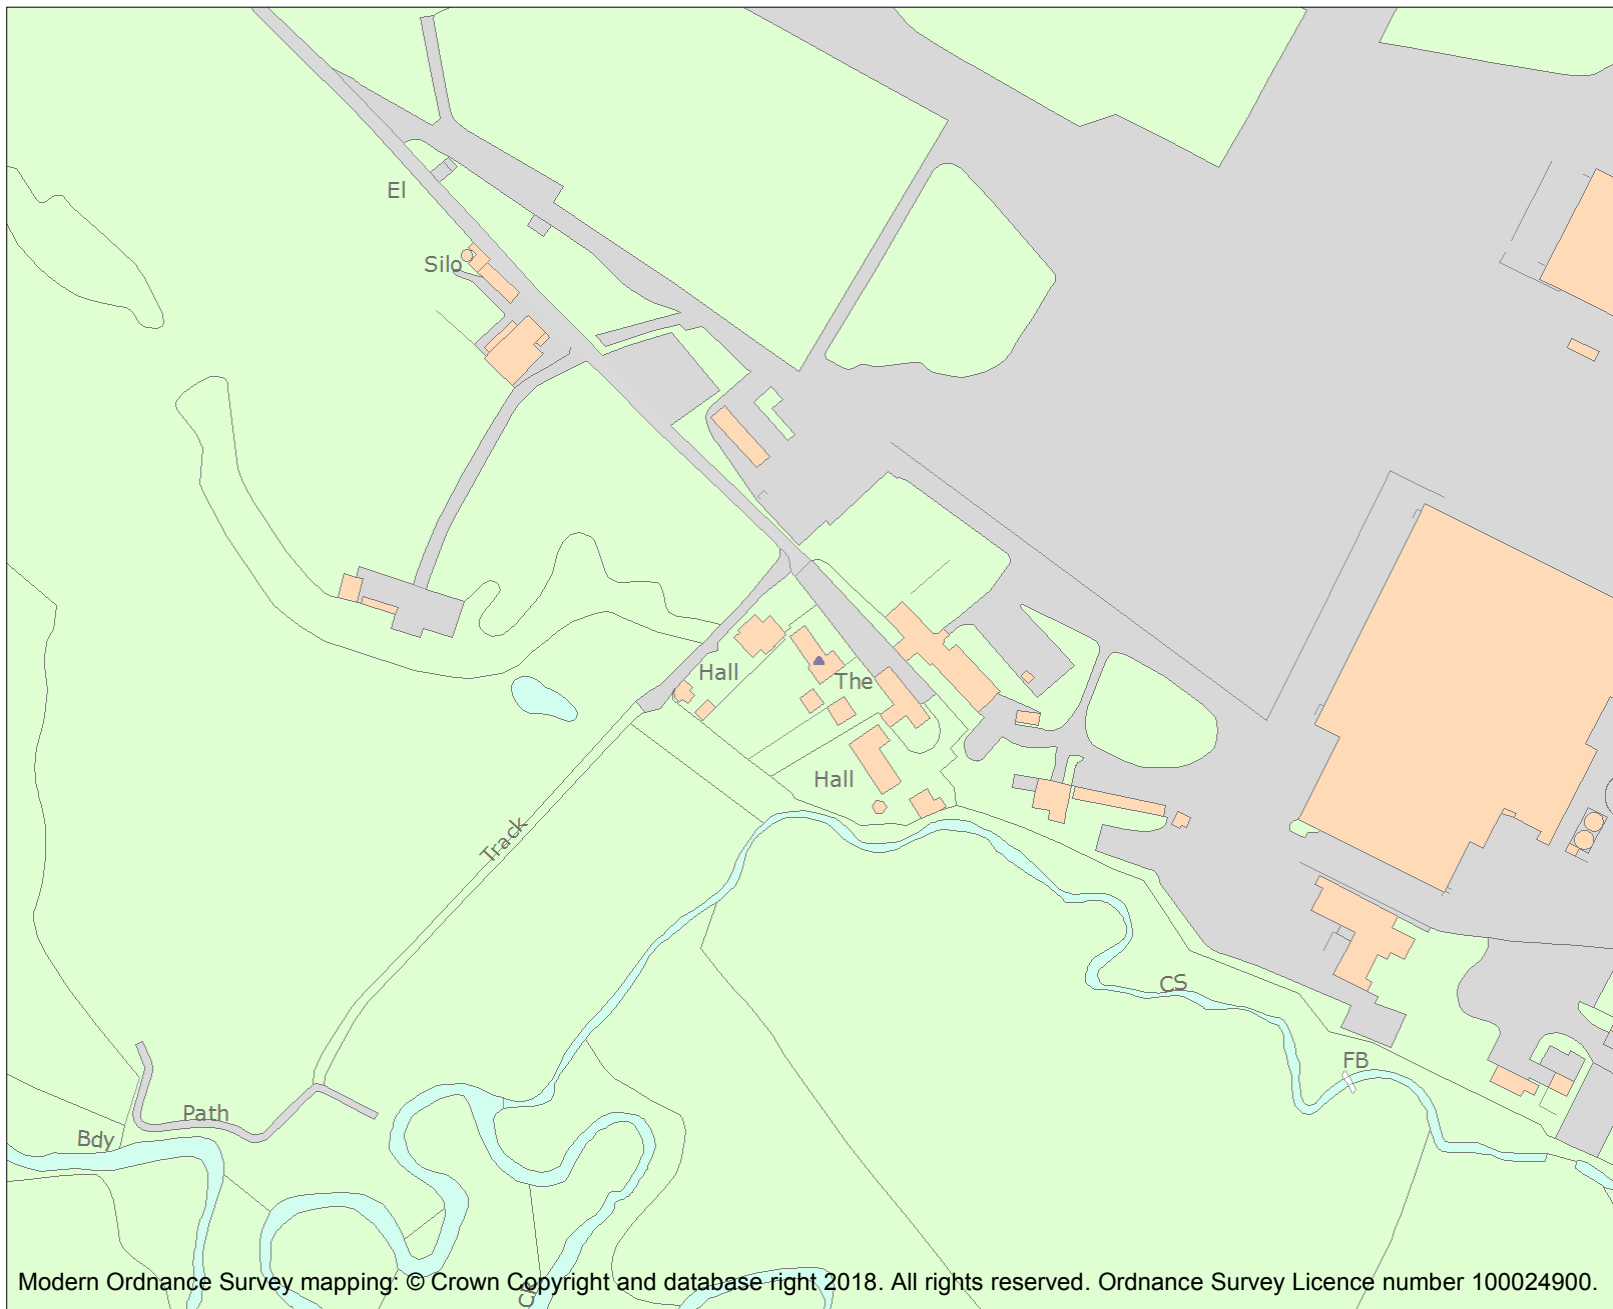 El
Silo
Hall
The
Hall
Track
CS
FB
Path
Bdy
Ch
Modern Ordnance Survey mapping: © Crown Copyright and database right 2018. All rights reserved. Ordnance Survey Licence number 100024900.